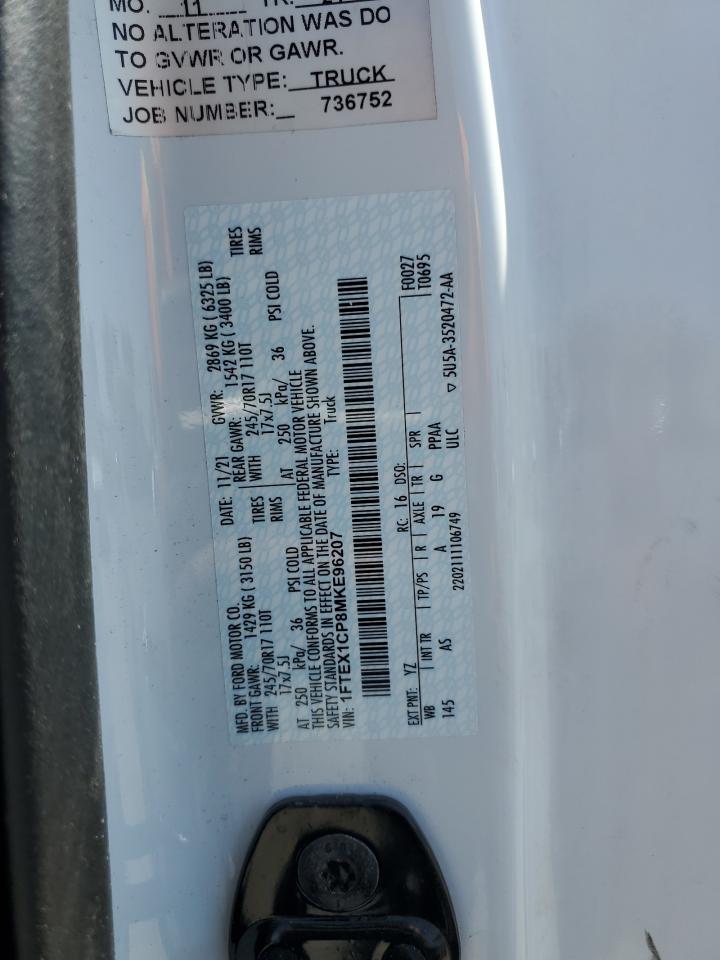 MO. 11 YR.
NO ALTERATION WAS DO
TO GVWR OR GAWR.
VEHICLE TYPE: TRUCK
JOB NUMBER: 736752
MFD. BY FORD MOTOR CO. DATE: 11/21 GVWR: 2869 KG ( 6325 LB)
FRONT GAWR: 1429 KG ( 3150 LB) REAR GAWR: 1542 KG ( 3400 LB)
WITH 245/70R17 110T TIRES WITH 245/70R17 110T TIRES
17x7.5J RIMS 17x7.5J RIMS
AT 250 kPa/ 36 PSI COLD AT 250 kPa/ 36 PSI COLD
THIS VEHICLE CONFORMS TO ALL APPLICABLE FEDERAL MOTOR VEHICLE
SAFETY STANDARDS IN EFFECT ON THE DATE OF MANUFACTURE SHOWN ABOVE.
VIN: 1FTEX1CP8MKE96207 TYPE: Truck
EXT PNT: YZ RC: 16 DSO: F0027
WB INT TR TP/PS R AXLE TR SPR T0695
145 AS A 19 G PPAA
2202111106749 ULC ▽ 5U5A-3520472-AA